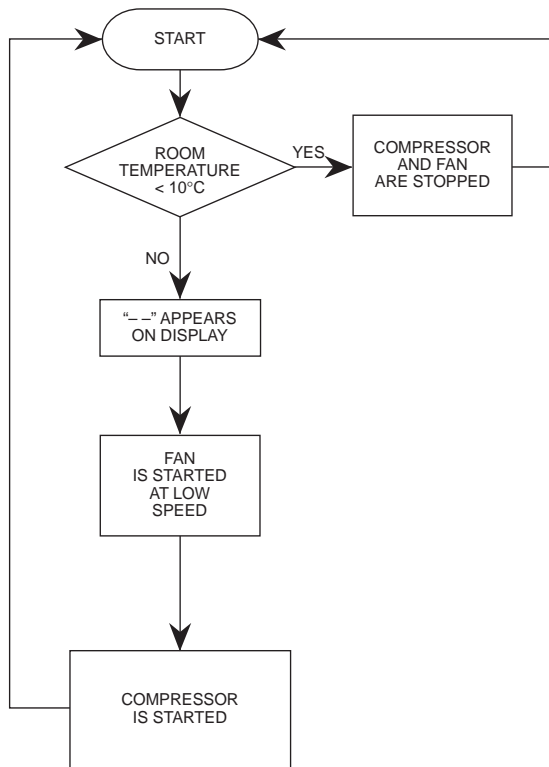 START
ROOM
TEMPERATURE
< 10°C
YES
COMPRESSOR
AND FAN
ARE STOPPED
NO
“– –” APPEARS
ON DISPLAY
FAN
IS STARTED
AT LOW
SPEED
COMPRESSOR
IS STARTED